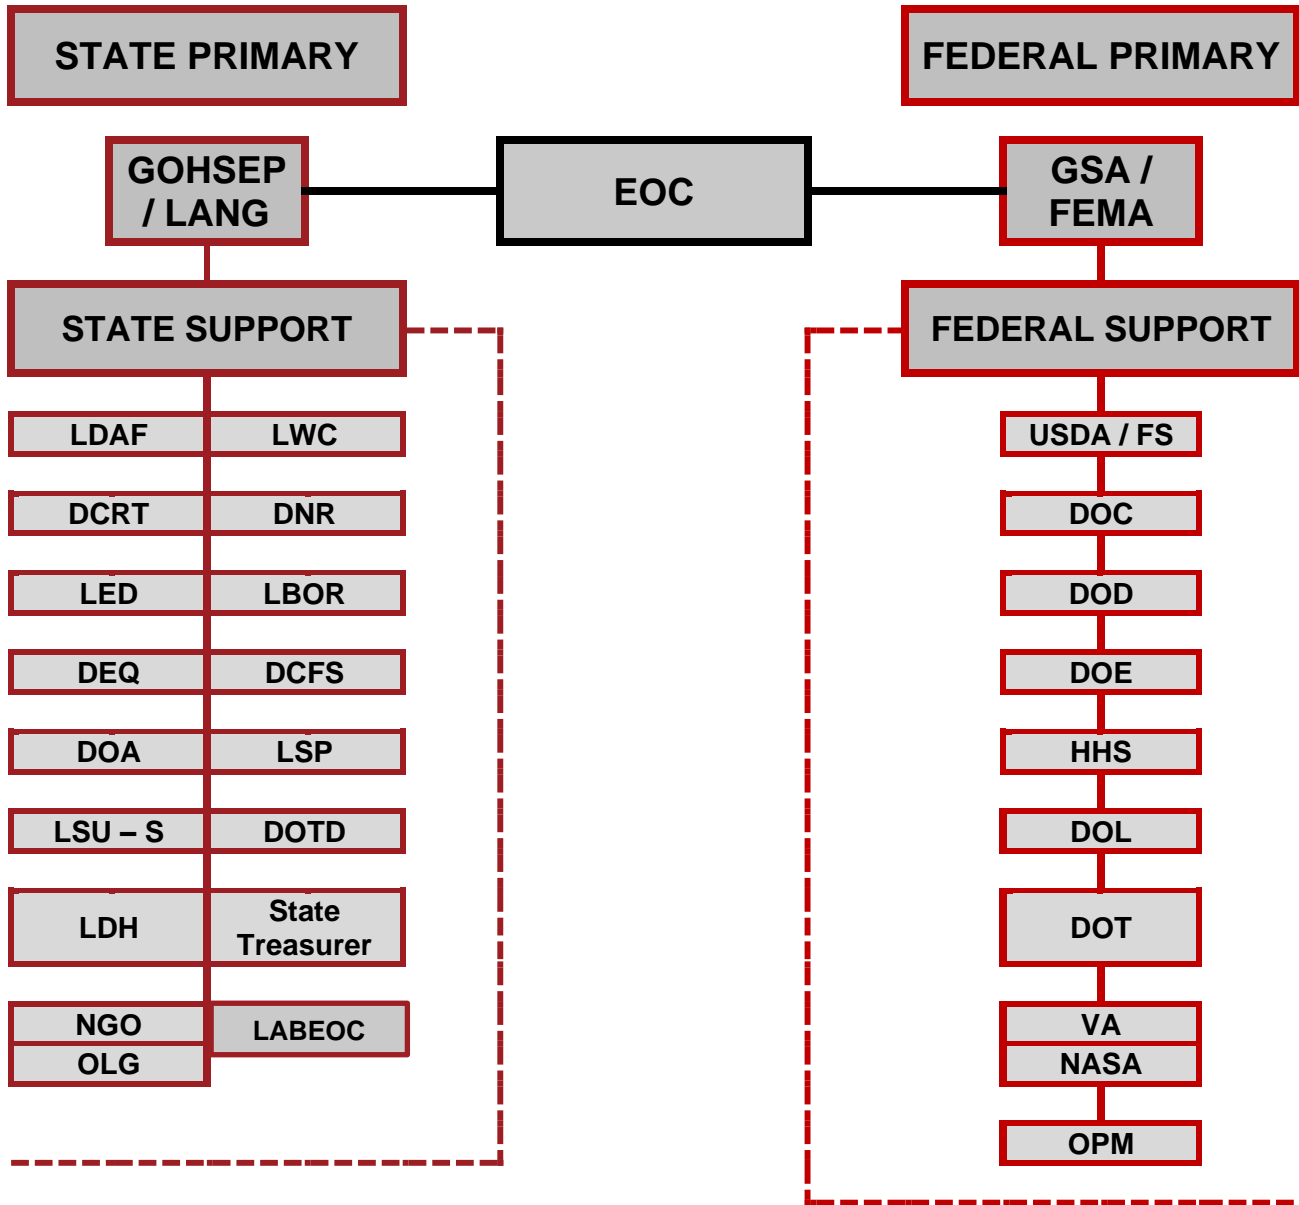 STATE PRIMARY
FEDERAL PRIMARY
GOHSEP
/ LANG
EOC
GSA /
FEMA
STATE SUPPORT
FEDERAL SUPPORT
LDAF
LWC
USDA / FS
DCRT
DNR
DOC
LED
LBOR
DOD
DEQ
DCFS
DOE
DOA
LSP
HHS
LSU – S
DOTD
DOL
LDH
State
Treasurer
DOT
NGO
LABEOC
VA
OLG
NASA
OPM